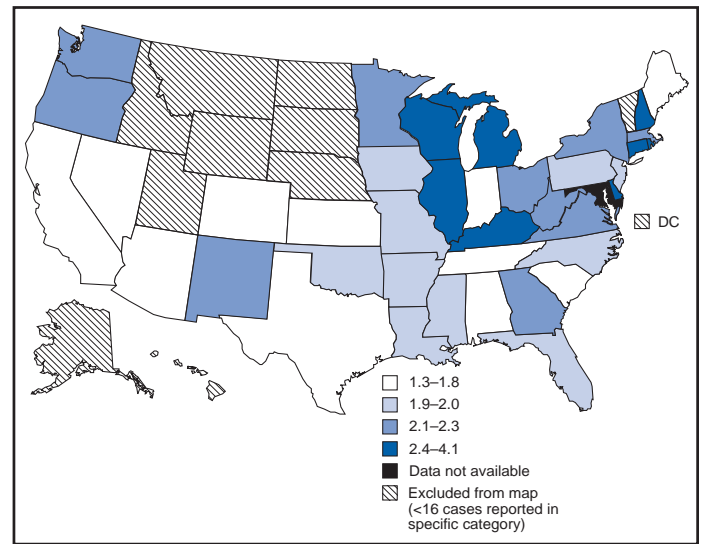 DC
1.3–1.8
1.9–2.0
2.1–2.3
2.4–4.1
Data not available
Excluded from map
(<16 cases reported in
specific category)